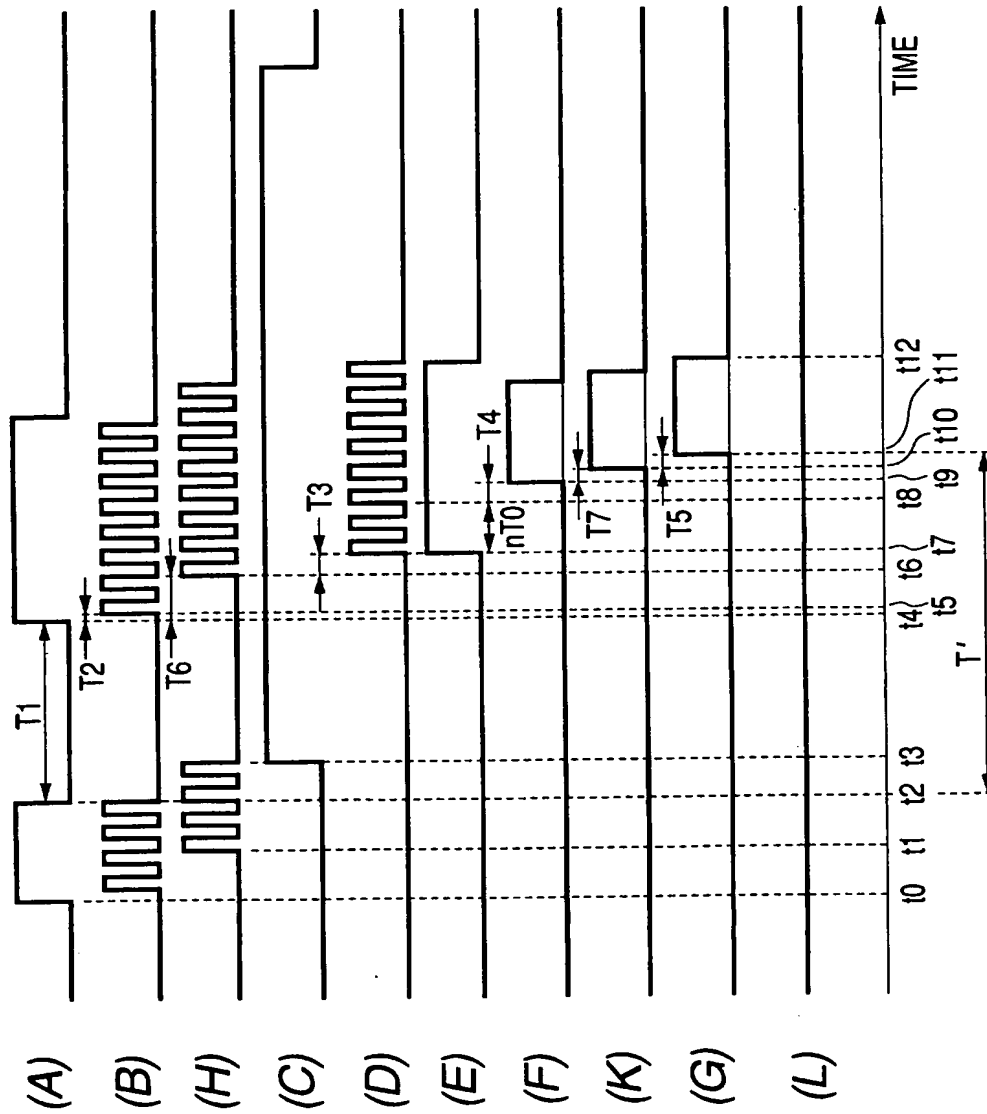 (A)
T1
T2
(B)
T6
(H)
T3
(C)
(D)
T4
(E)
nT0
(F)
T7
(K)
T5
(G)
(L)
t0 t1 t2 t3 t4 t5 t6 t7 t8 t9 t10 t11 t12
TIME
T'